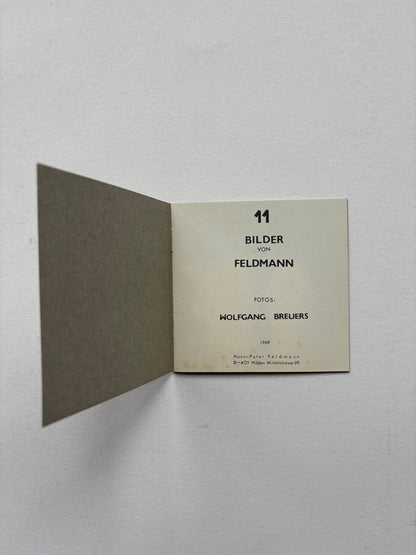 11
BILDER
VON
FELDMANN
FOTOS:
WOLFGANG BREUERS
1969
Hans-Peter Feldmann
D-401 Hilden Mittelstrasse 99